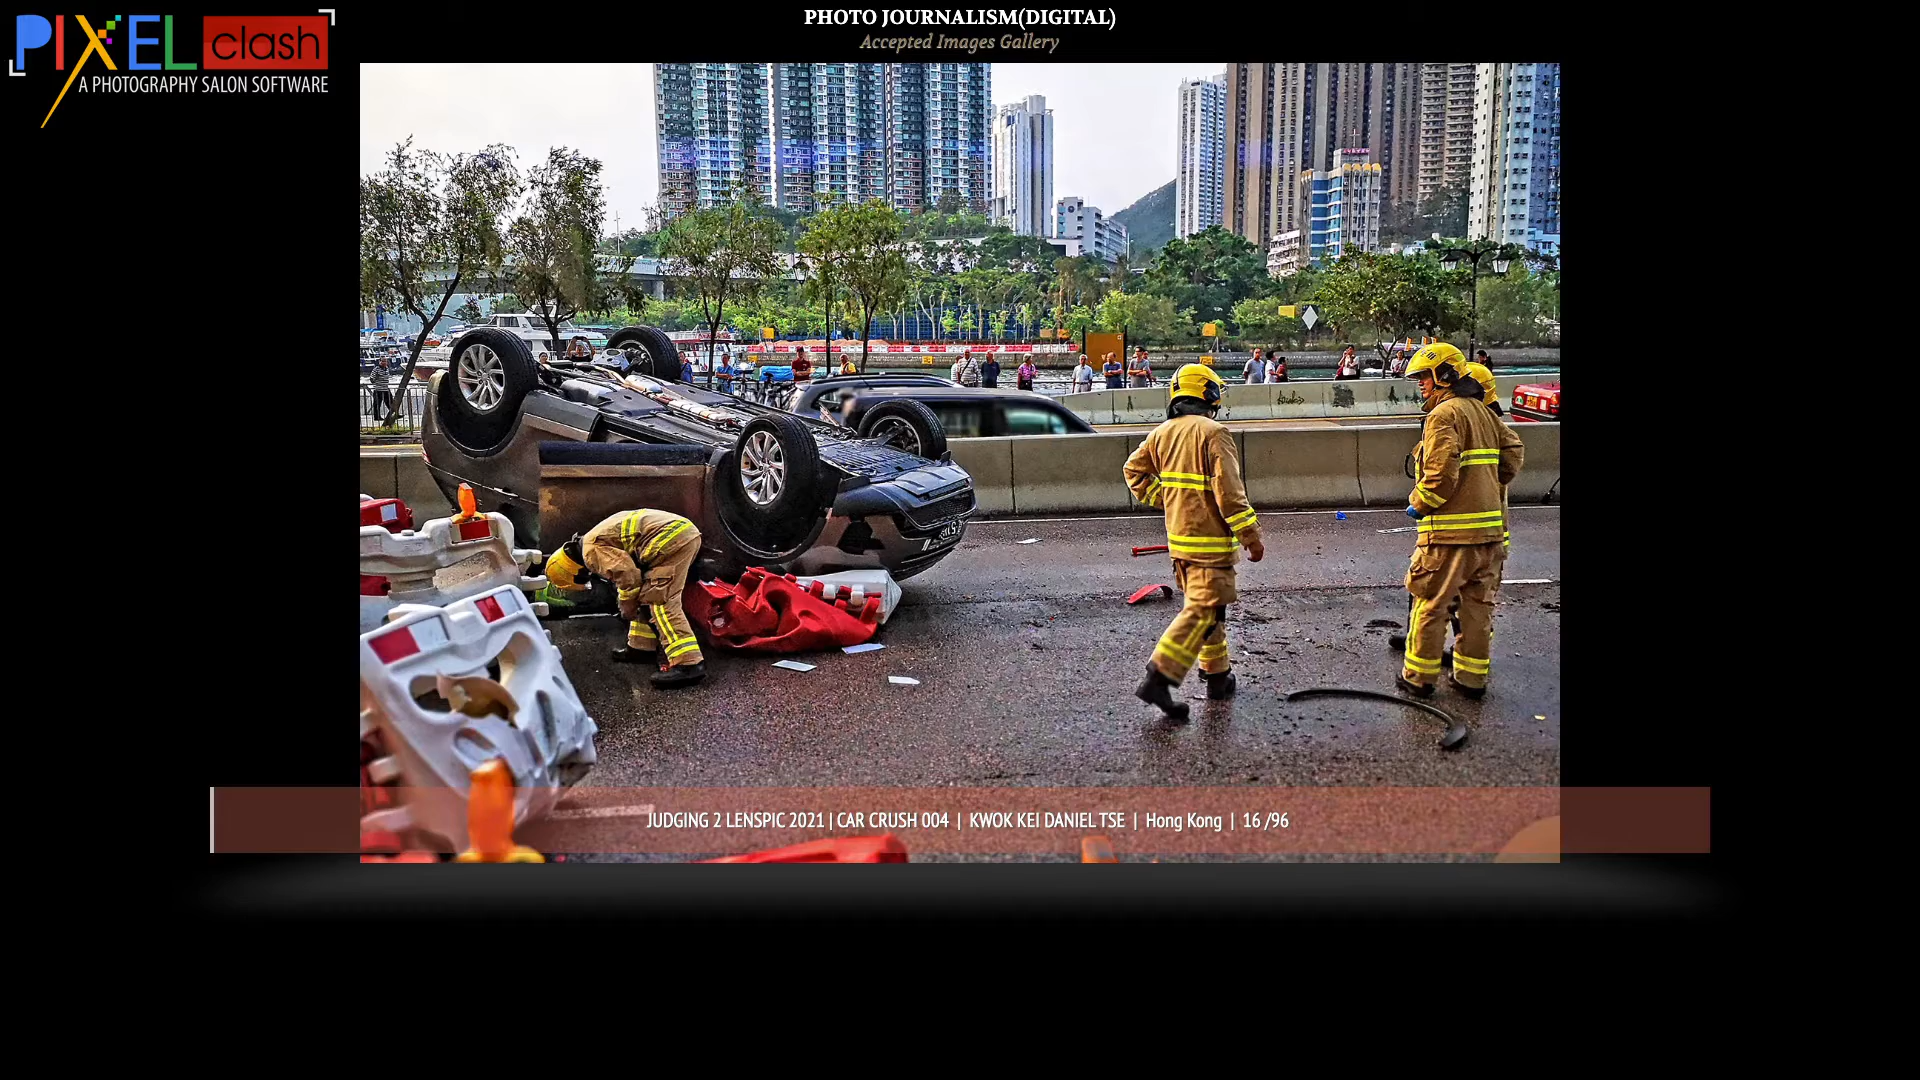 PIXEL clash
A PHOTOGRAPHY SALON SOFTWARE
PHOTO JOURNALISM(DIGITAL)
Accepted Images Gallery
JUDGING 2 LENSPIC 2021 | CAR CRUSH 004 | KWOK KEI DANIEL TSE | Hong Kong | 16 /96